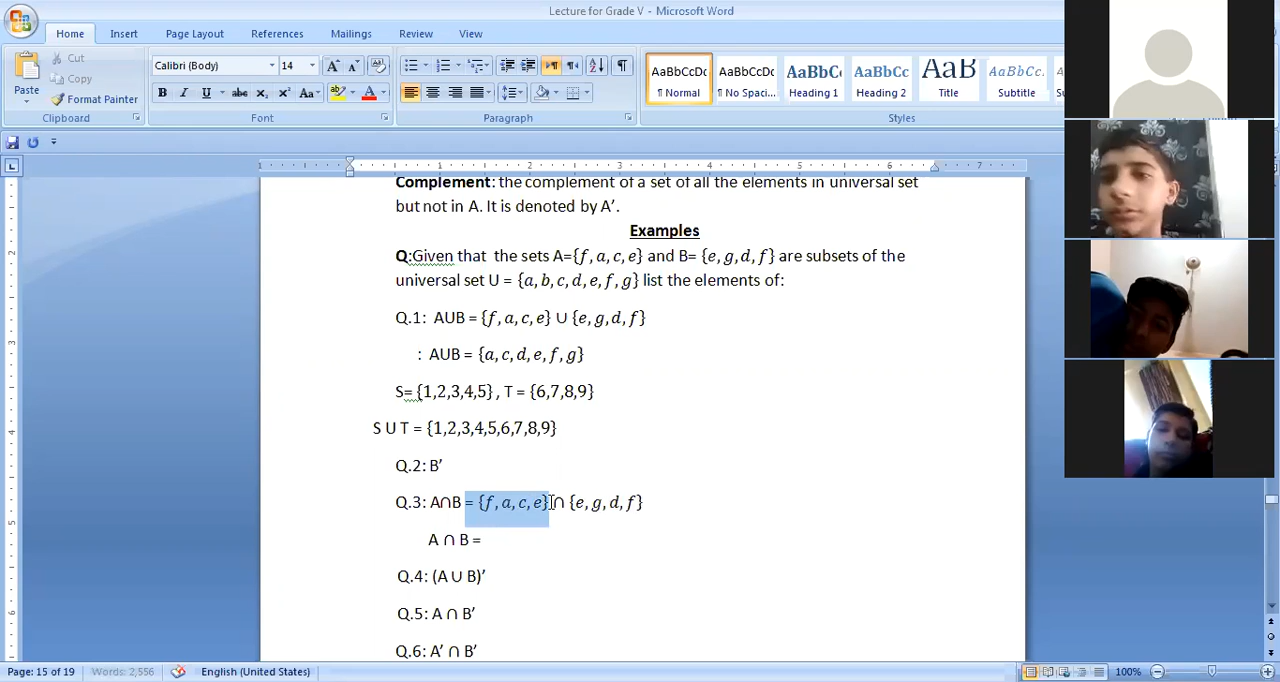 Lecture for Grade V - Microsoft Word
Home Insert Page Layout References Mailings Review View
Paste Cut Copy Format Painter
Calibri (Body) 14
AaBbCcDc AaBbCcDc AaBbC AaBbCc AaB AaBbCc.
¶ Normal ¶ No Spaci... Heading 1 Heading 2 Title Subtitle
Clipboard Font Paragraph Styles
Complement: the complement of a set of all the elements in universal set
but not in A. It is denoted by A′.
Examples
Q:Given that the sets A={f, a, c, e} and B= {e, g, d, f} are subsets of the
universal set U = {a, b, c, d, e, f, g} list the elements of:
Q.1: AUB = {f, a, c, e} ∪ {e, g, d, f}
: AUB = {a, c, d, e, f, g}
S= {1,2,3,4,5} , T = {6,7,8,9}
S U T = {1,2,3,4,5,6,7,8,9}
Q.2: B′
Q.3: A∩B = {f, a, c, e} ∩ {e, g, d, f}
A ∩ B =
Q.4: (A ∪ B)′
Q.5: A ∩ B′
Q.6: A′ ∩ B′
Page: 15 of 19 Words: 2,556 English (United States) 100%